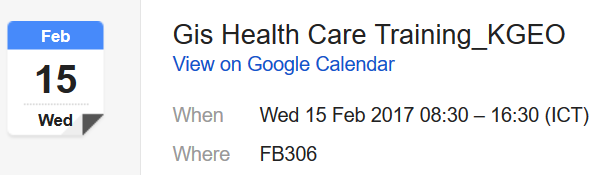 Feb
15
Wed
Gis Health Care Training_KGEO
View on Google Calendar
When Wed 15 Feb 2017 08:30 – 16:30 (ICT)
Where FB306